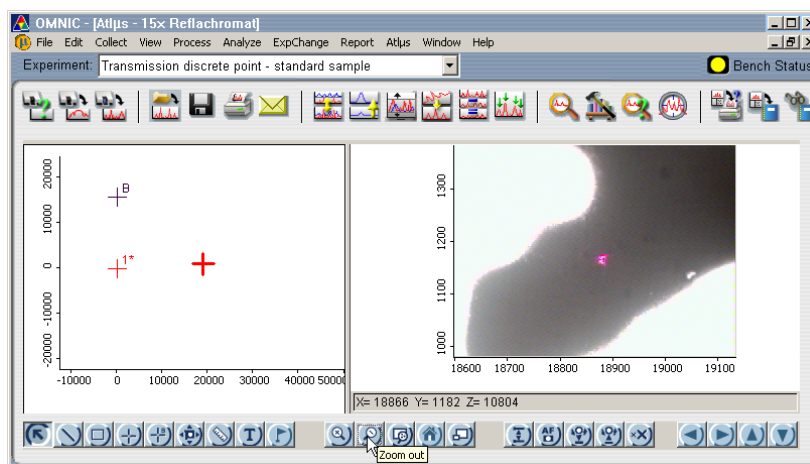 OMNIC - [Atlµs - 15x Reflachromat]
File Edit Collect View Process Analyze ExpChange Report Atlµs Window Help
Experiment: Transmission discrete point - standard sample Bench Status
20000
10000
0
-10000
-20000
B
1*
-10000 0 10000 20000 30000 40000 50000
1300
1200
1100
1000
18600 18700 18800 18900 19000 19100
X= 18866 Y= 1182 Z= 10804
T
AF
Zoom out